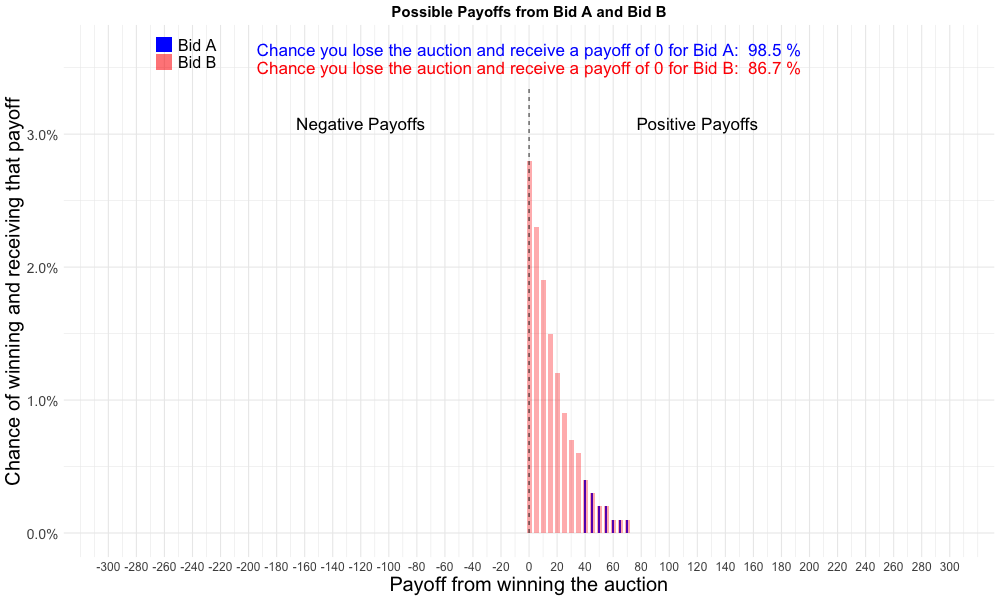 Possible Payoffs from Bid A and Bid B
Bid A
Bid B
Chance you lose the auction and receive a payoff of 0 for Bid A:  98.5 %
Chance you lose the auction and receive a payoff of 0 for Bid B:  86.7 %
Negative Payoffs
Positive Payoffs
Chance of winning and receiving that payoff
3.0%
2.0%
1.0%
0.0%
-300 -280 -260 -240 -220 -200 -180 -160 -140 -120 -100 -80 -60 -40 -20 0 20 40 60 80 100 120 140 160 180 200 220 240 260 280 300
Payoff from winning the auction